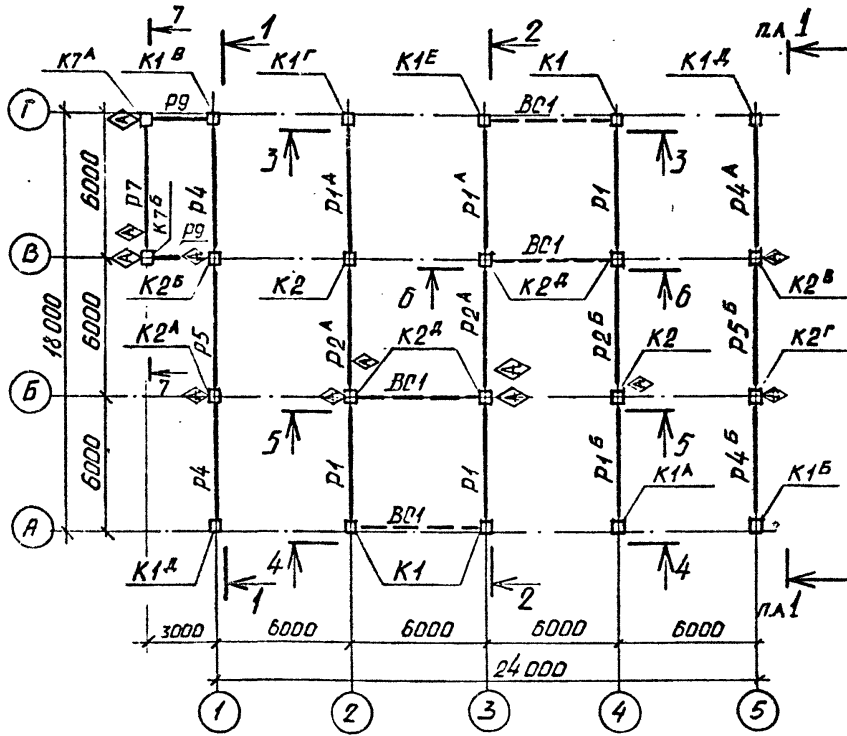 7 1 2 ПЛ 1
К7А К1В К1Г К1Е К1 К1Д
Г Р9 ВС1
3 3
6000 Р7 Р4 Р1А Р1А Р1 Р4А
К7Б Р9
В ВС1
К2Б К2 6 К2Д 6 К2В
18000
К2А К2Д К2 К2Г
6000 Р5 Р2А Р2А Р2Б Р5Б
7
Б ВС1
5 5
6000 Р4 Р1 Р1 Р1Б Р4Б
К1А К1Б
А ВС1
К1Д 4 К1 4
1 2 ПЛ 1
3000 6000 6000 6000 6000
24000
1 2 3 4 5